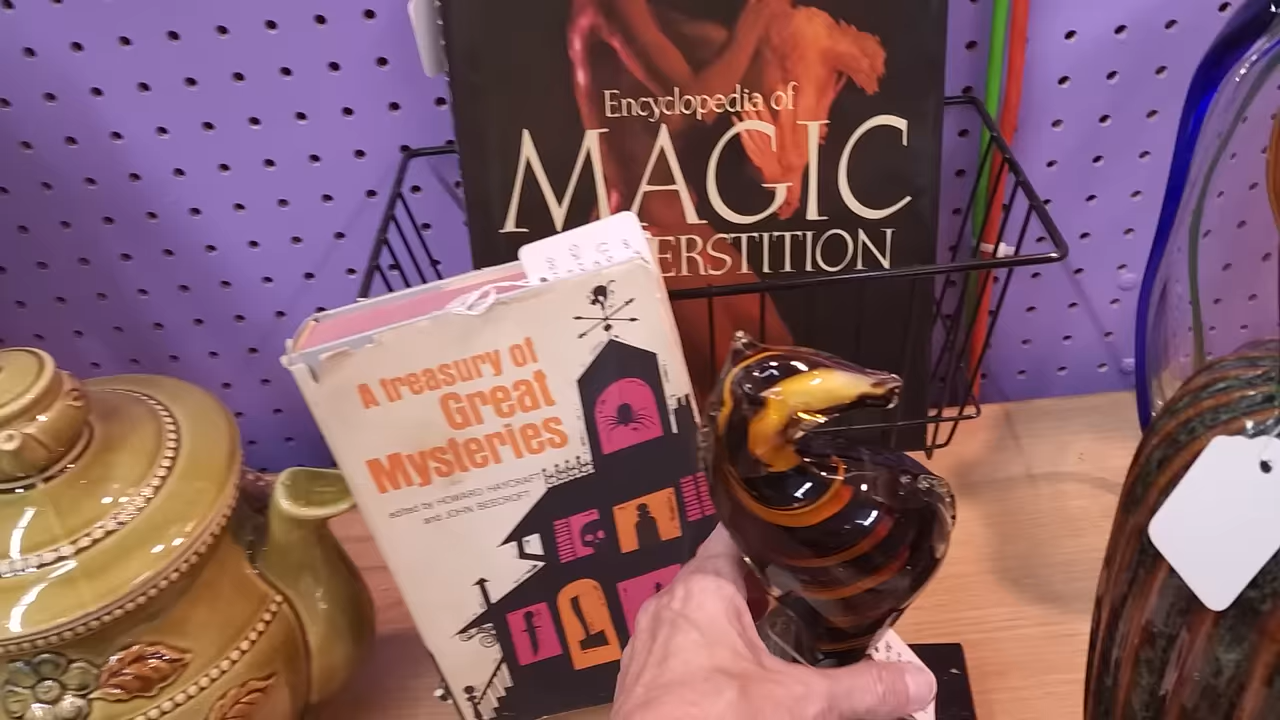 Encyclopedia of
MAGIC
ERSTITION
A treasury of
Great
Mysteries
edited by HOWARD HAYCRAFT
and JOHN BEECROFT